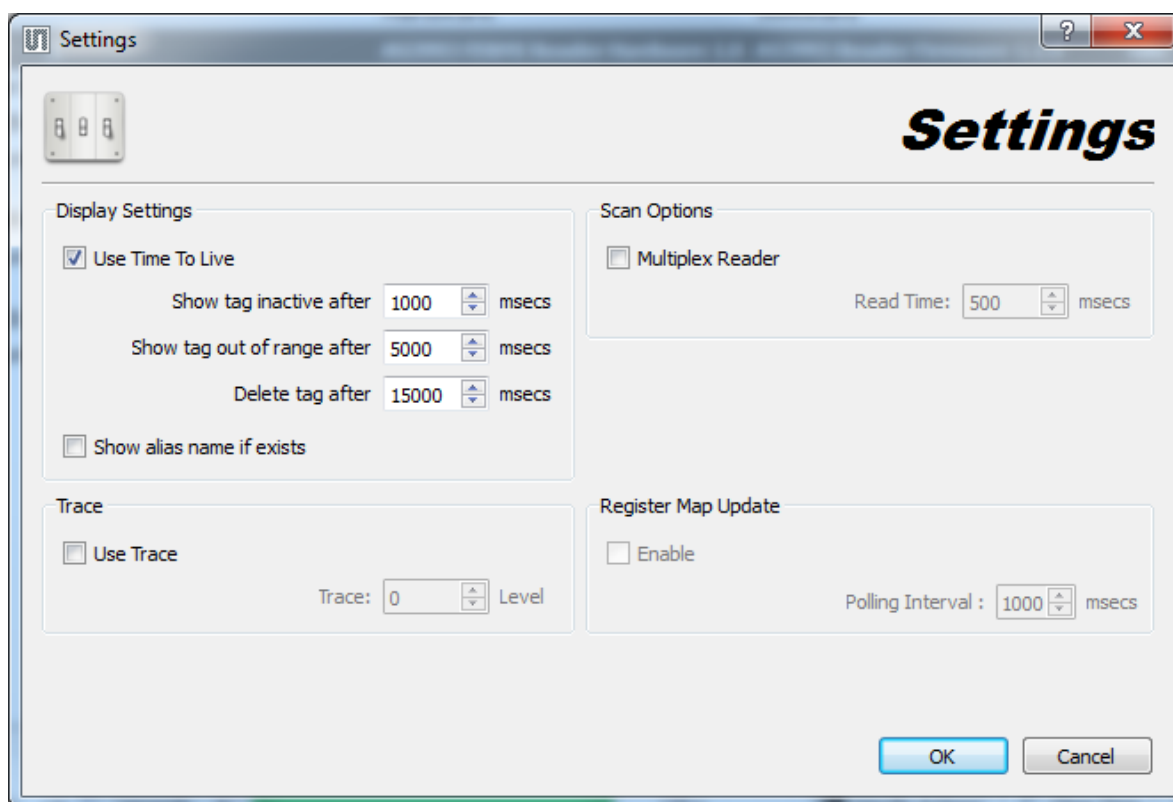 Settings
Settings
Display Settings
Use Time To Live
Show tag inactive after 1000 msecs
Show tag out of range after 5000 msecs
Delete tag after 15000 msecs
Show alias name if exists
Scan Options
Multiplex Reader
Read Time: 500 msecs
Trace
Use Trace
Trace: 0 Level
Register Map Update
Enable
Polling Interval : 1000 msecs
OK Cancel